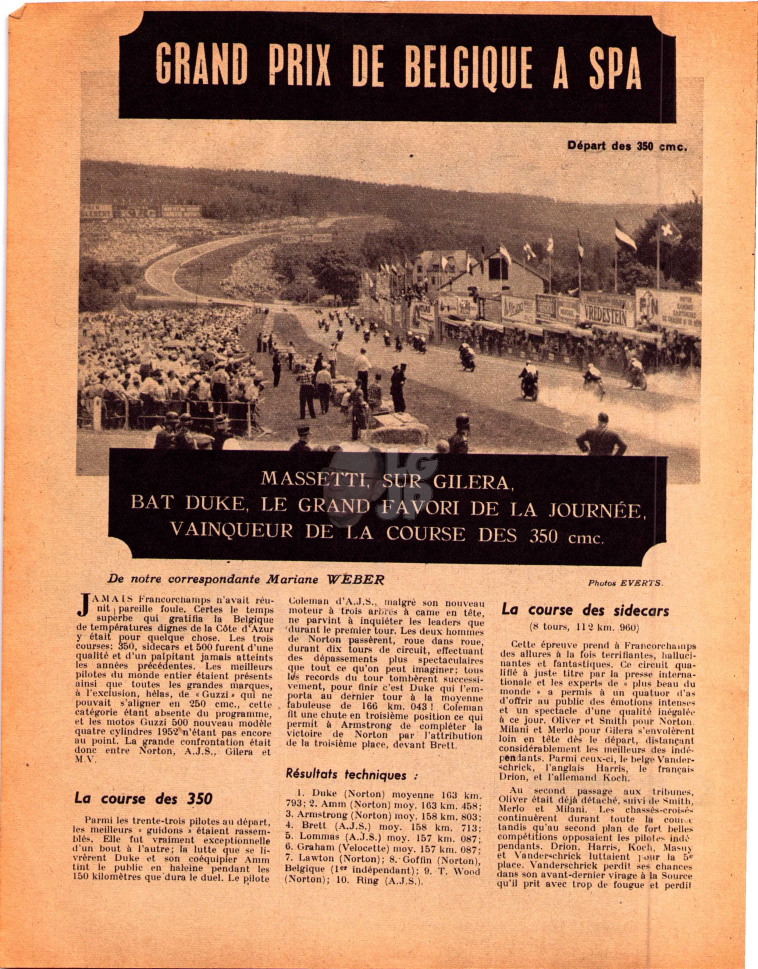 GRAND PRIX DE BELGIQUE A SPA
Départ des 350 cmc.
VREDESTEIN
F.N
MASSETTI, SUR GILERA,
BAT DUKE, LE GRAND FAVORI DE LA JOURNÉE,
VAINQUEUR DE LA COURSE DES 350 cmc.
De notre correspondante Mariane WEBER
Photos EVERTS.
JAMAIS Francorchamps n'avait réu-
nit pareille foule. Certes le temps
superbe qui gratifia la Belgique
de températures dignes de la Côte d'Azur
y était pour quelque chose. Les trois
courses: 350, sidecars et 500 furent d'une
qualité et d'un palpitant jamais atteints
les années précédentes. Les meilleurs
pilotes du monde entier étaient présents
ainsi que toutes les grandes marques,
à l'exclusion, hélas, de « Guzzi » qui ne
pouvait s'aligner en 250 cmc., cette
catégorie étant absente du programme,
et les motos Guzzi 500 nouveau modèle
quatre cylindres 1952 n'étant pas encore
au point. La grande confrontation était
donc entre Norton, A.J.S., Gilera et
M.V.
La course des 350
Parmi les trente-trois pilotes au départ,
les meilleurs « guidons » étaient rassem-
blés. Elle fut vraiment exceptionnelle
d'un bout à l'autre; la lutte que se li-
vrèrent Duke et son coéquipier Amm
tint le public en haleine pendant les
150 kilomètres que dura le duel. Le pilote
Coleman d'A.J.S., malgré son nouveau
moteur à trois arbres à came en tête,
ne parvint à inquiéter les leaders que
durant le premier tour. Les deux hommes
de Norton passèrent, roue dans roue,
durant dix tours de circuit, effectuant
des dépassements plus spectaculaires
que tout ce qu'on peut imaginer; tous
les records du tour tombèrent successi-
vement, pour finir c'est Duke qui l'em-
porta au dernier tour à la moyenne
fabuleuse de 166 km. 043 ! Coleman
fit une chute en troisième position ce qui
permit à Armstrong de compléter la
victoire de Norton par l'attribution
de la troisième place, devant Brett.
Résultats techniques :
1. Duke (Norton) moyenne 163 km.
793; 2. Amm (Norton) moy. 163 km. 458;
3. Armstrong (Norton) moy. 158 km. 803;
4. Brett (A.J.S.) moy. 158 km. 713;
5. Lommas (A.J.S.) moy. 157 km. 087;
6. Graham (Velocette) moy. 157 km. 087;
7. Lawton (Norton); 8. Goffin (Norton),
Belgique (1er indépendant); 9. T. Wood
(Norton); 10. Ring (A.J.S.).
La course des sidecars
(8 tours, 112 km. 960)
Cette épreuve prend à Francorchamps
des allures à la fois terrifiantes, halluci-
nantes et fantastiques. Ce circuit qua-
lifié à juste titre par la presse interna-
tionale et les experts de « plus beau du
monde » a permis à un quatuor d'as
d'offrir au public des émotions intenses
et un spectacle d'une qualité inégalée
à ce jour. Oliver et Smith pour Norton,
Milani et Merlo pour Gilera s'envolèrent
loin en tête dès le départ, distançant
considérablement les meilleurs des indé-
pendants. Parmi ceux-ci, le belge Vander-
schrick, l'anglais Harris, le français
Drion, et l'allemand Koch.
Au second passage aux tribunes,
Oliver était déjà détaché, suivi de Smith,
Merlo et Milani. Les chassés-croisés
continuèrent durant toute la course
tandis qu'au second plan de fort belles
compétitions opposaient les pilotes indé-
pendants. Drion, Harris, Koch, Masuy
et Vanderschrick luttaient pour la 5e
place. Vanderschrick perdit ses chances
dans son avant-dernier virage à la Source
qu'il prit avec trop de fougue et perdit